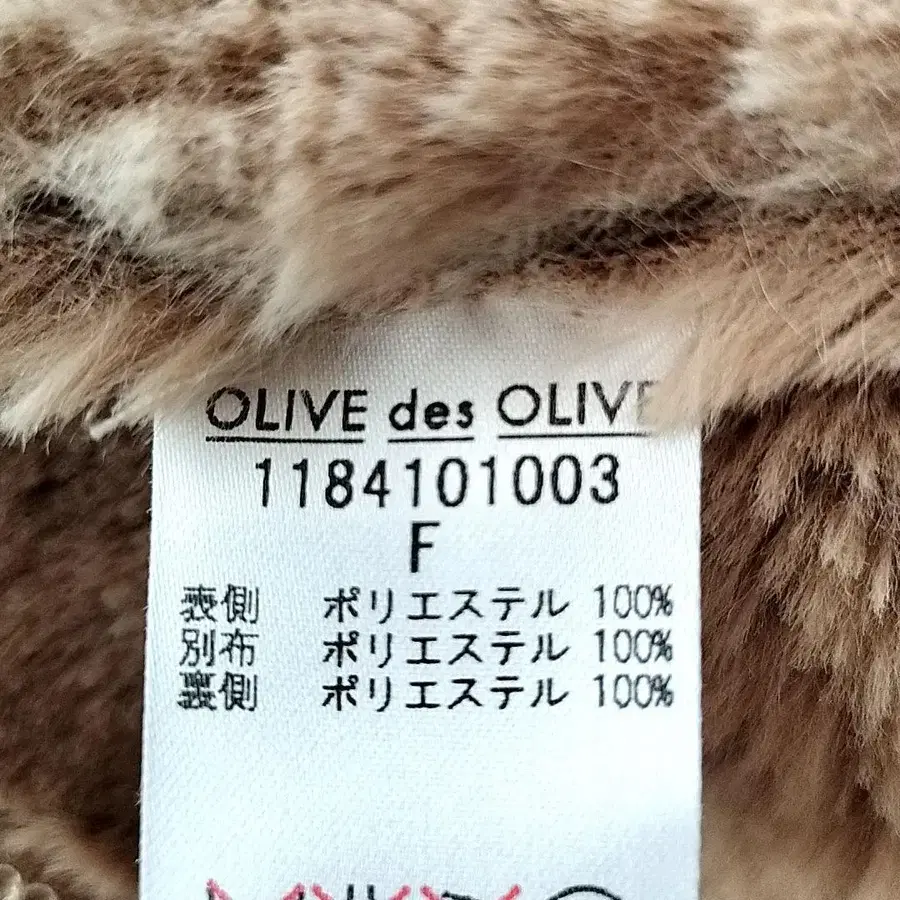 OLIVE des OLIVE
1184101003
F
表側 ポリエステル 100%
別布 ポリエステル 100%
裏側 ポリエステル 100%